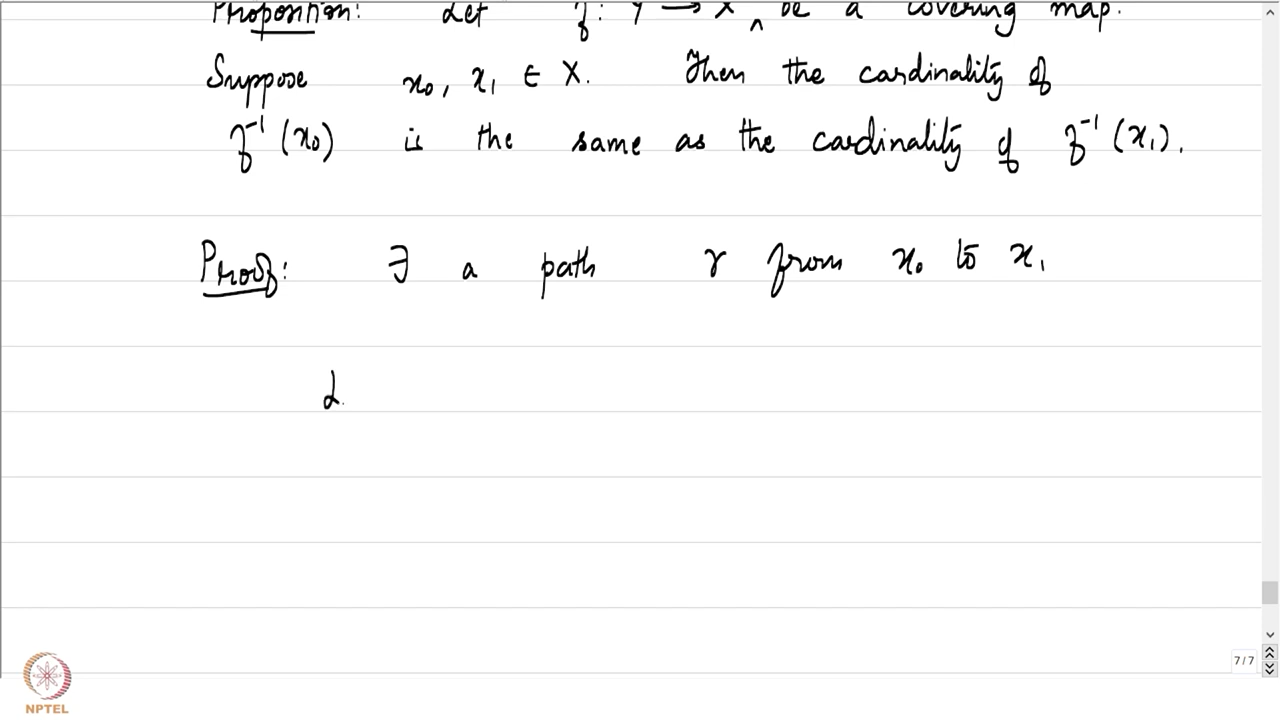 Proposition: Let f: Y → X ^ be a covering map.
Suppose x₀, x₁ ∈ X. Then the cardinality of
f⁻¹(x₀) is the same as the cardinality of f⁻¹(x₁).
Proof: ∃ a path γ from x₀ to x₁
L
7/7
NPTEL